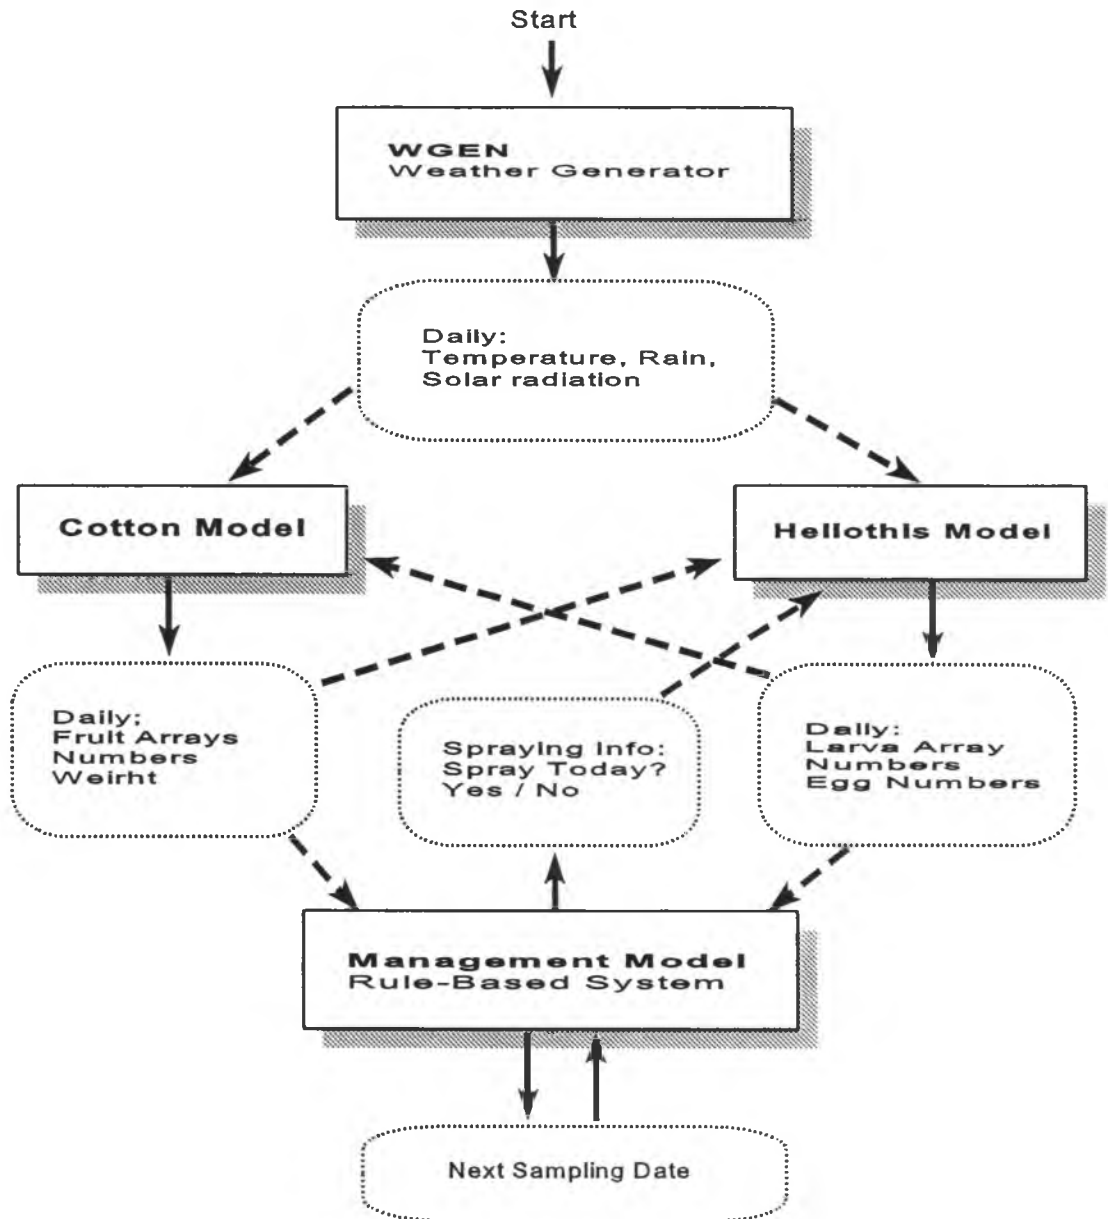 Start
WGEN
Weather Generator
Daily:
Temperature, Rain,
Solar radiation
Cotton Model
Heliothis Model
Daily:
Fruit Arrays
Numbers
Weirht
Spraying Info:
Spray Today?
Yes / No
Daily:
Larva Array
Numbers
Egg Numbers
Management Model
Rule-Based System
Next Sampling Date